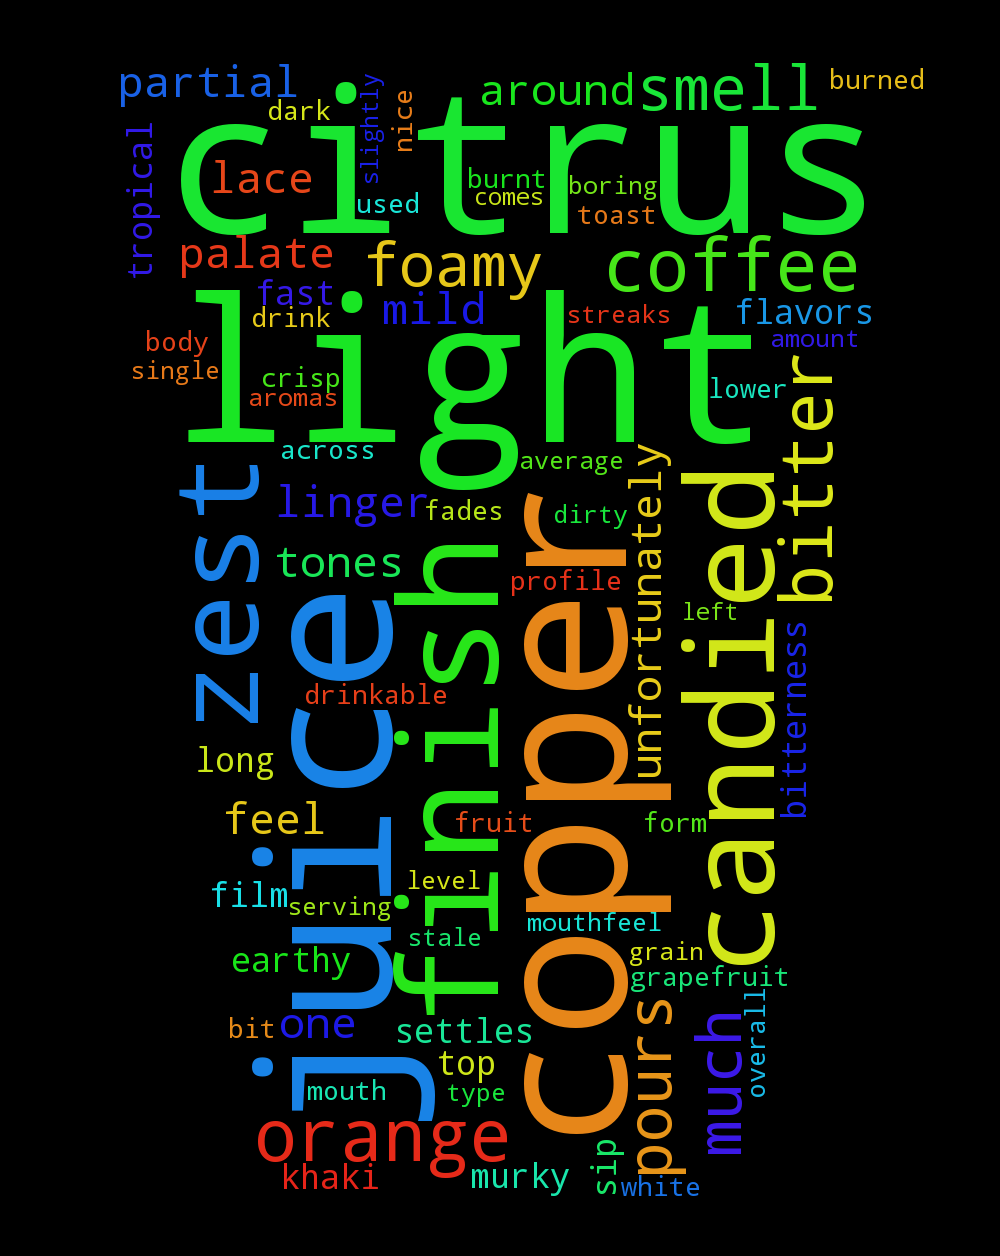 partial
around
smell
burned
dark
slightly
nice
citrus
tropical
lace
used
burnt
comes
boring
toast
palate
foamy
coffee
fast
mild
drink
streaks
flavors
amount
light
body
single
crisp
aromas
lower
bitter
across
average
zest
linger
fades
dirty
unfortunately
candied
tones
finish
profile
copper
left
juice
drinkable
bitterness
long
feel
fruit
form
film
serving
level
mouthfeel
stale
grain
grapefruit
earthy
bit
one
settles
pours
much
overall
top
mouth
type
orange
khaki
murky
sip
white